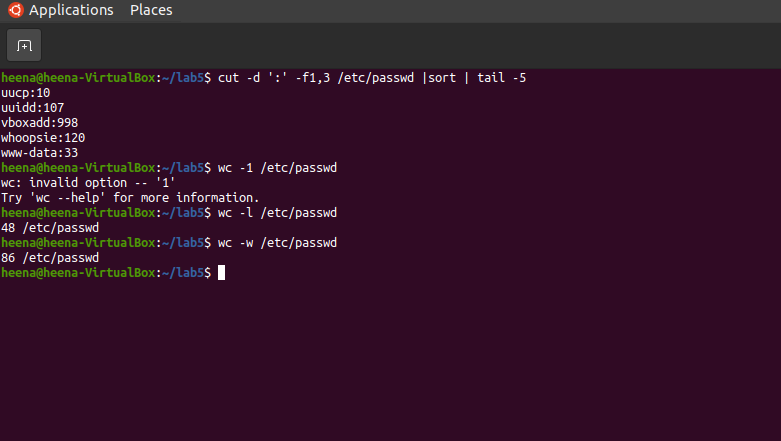 Applications Places
heena@heena-VirtualBox:~/lab5$ cut -d ':' -f1,3 /etc/passwd |sort | tail -5
uucp:10
uuidd:107
vboxadd:998
whoopsie:120
www-data:33
heena@heena-VirtualBox:~/lab5$ wc -1 /etc/passwd
wc: invalid option -- '1'
Try 'wc --help' for more information.
heena@heena-VirtualBox:~/lab5$ wc -l /etc/passwd
48 /etc/passwd
heena@heena-VirtualBox:~/lab5$ wc -w /etc/passwd
86 /etc/passwd
heena@heena-VirtualBox:~/lab5$